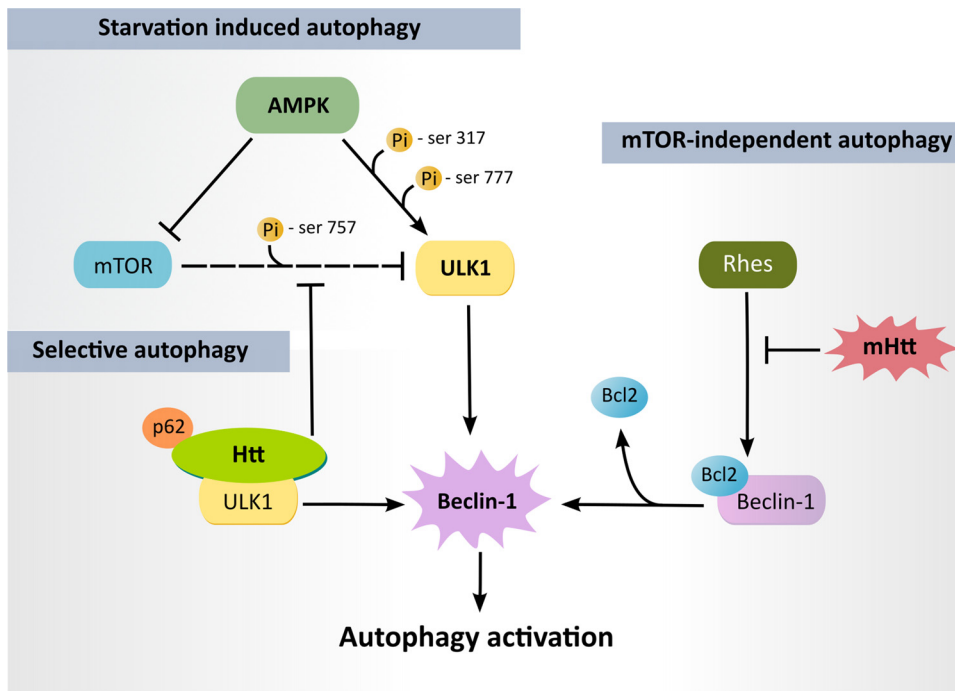 Starvation induced autophagy
AMPK
Pi - ser 317
Pi - ser 777
Pi - ser 757
mTOR
ULK1
mTOR-independent autophagy
Rhes
mHtt
Selective autophagy
p62
Htt
ULK1
Bcl2
Bcl2
Beclin-1
Beclin-1
Autophagy activation